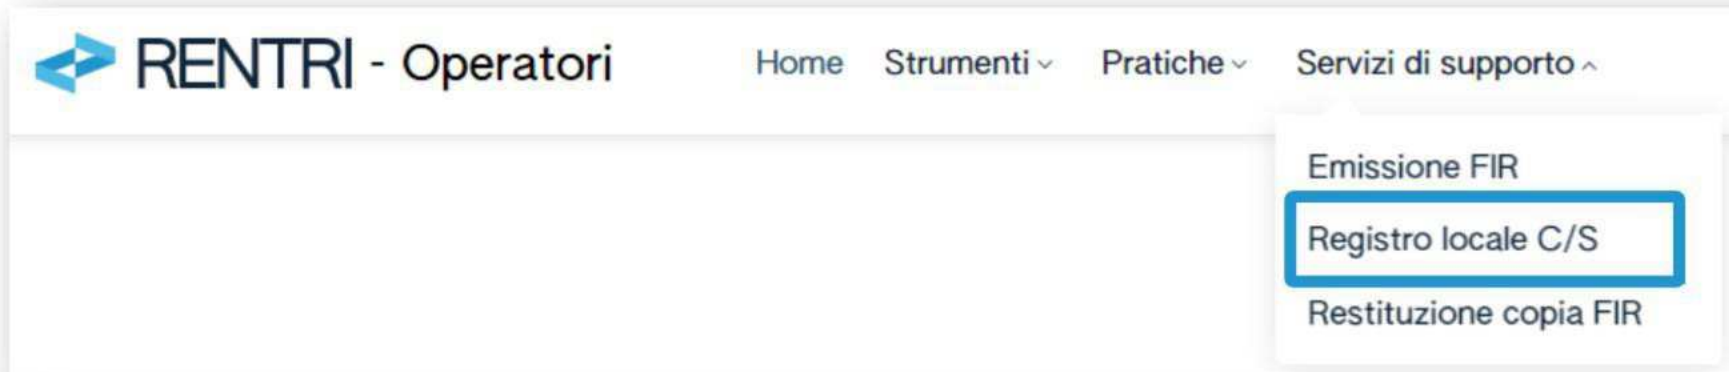 RENTRI - Operatori Home Strumenti Pratiche Servizi di supporto
Emissione FIR
Registro locale C/S
Restituzione copia FIR